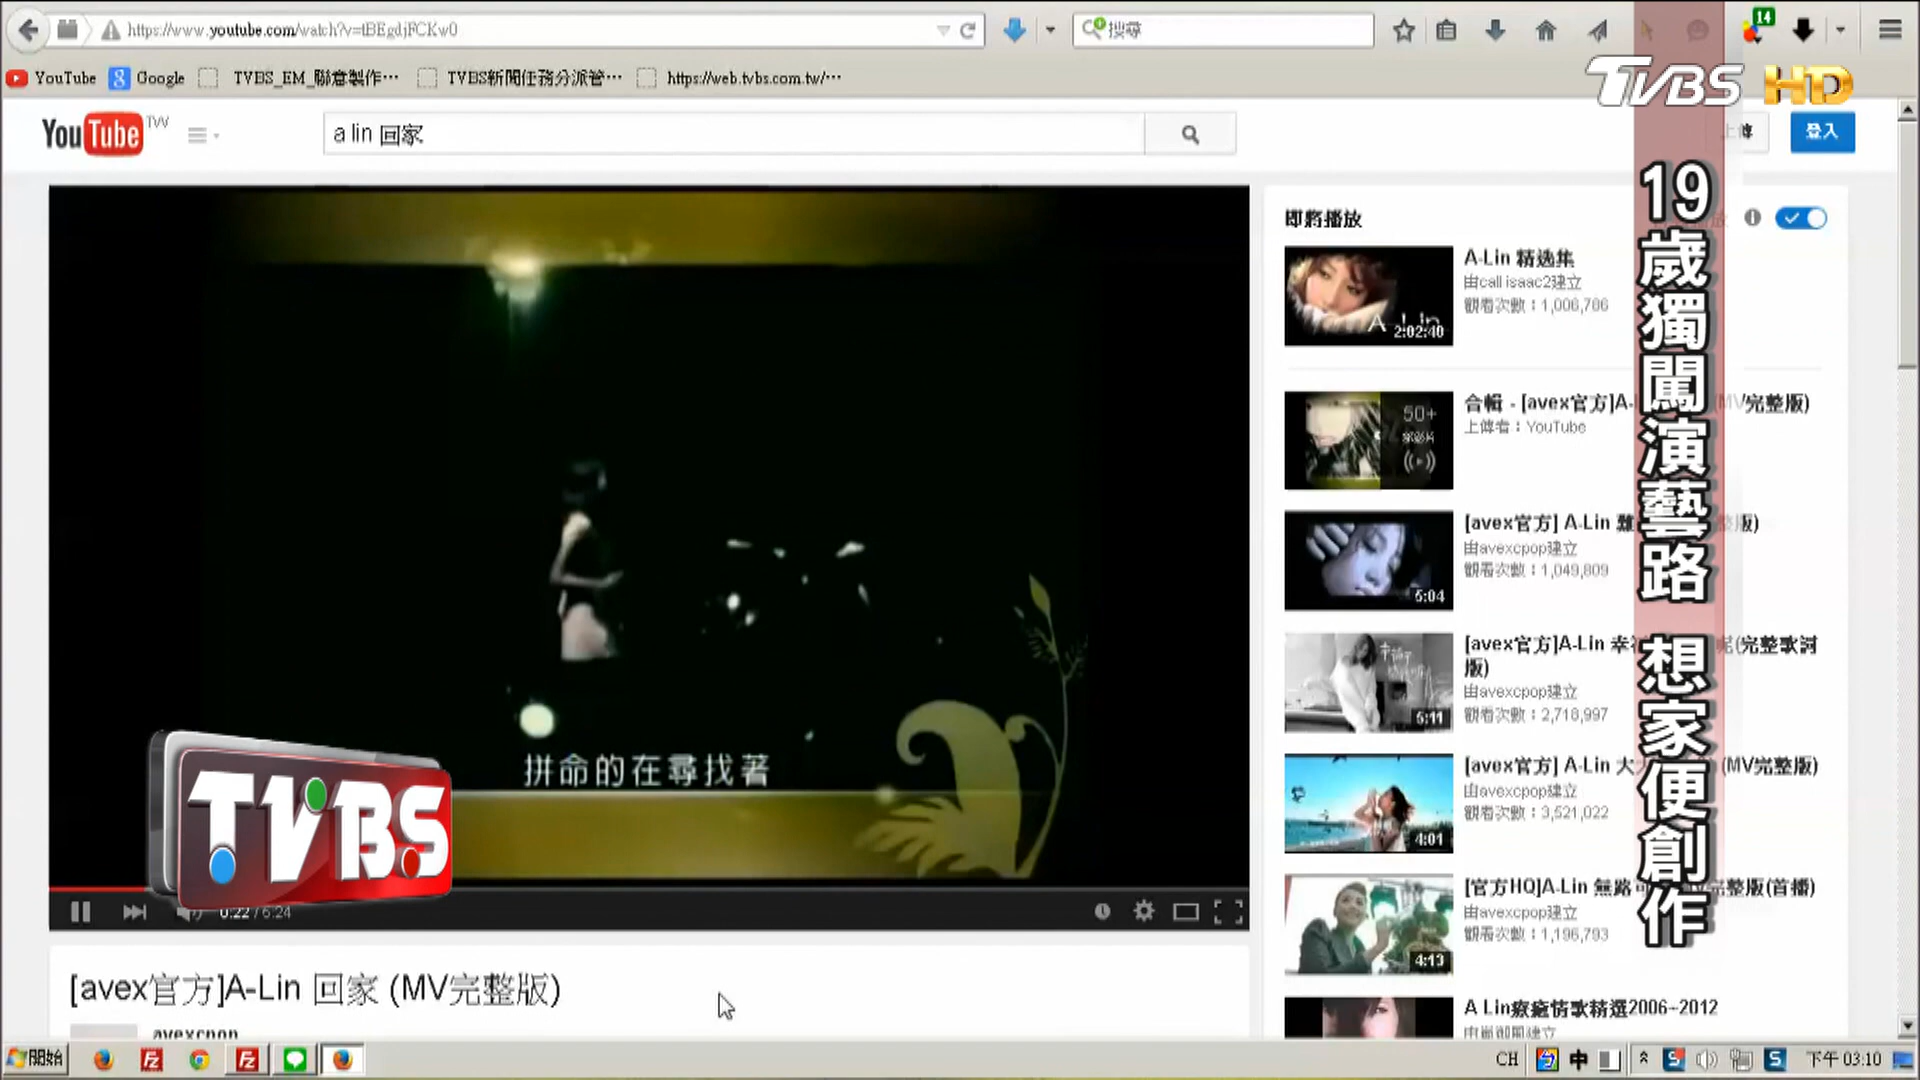 https://www.youtube.com/watch?v=tBEgdjFCKw0
搜尋
14
YouTube
Google
TVBS_EM_聯意製作…
TVBS新聞任務分派管…
https://web.tvbs.com.tw/…
TVBS HD
YouTube TW
a lin 回家
登入
19歲獨闖演藝路 想家便創作
即將播放
A-Lin 精选集
由call isaac2建立
觀看次數：1,006,786
A-Lin
2:02:40
合輯 - [avex官方]A-
(MV完整版)
上傳者：YouTube
50+
[avex官方] A-Lin
由avexcpop建立
觀看次數：1,049,809
5:04
[avex官方]A-Lin 幸
呢(完整歌詞
版)
由avexcpop建立
觀看次數：2,718,997
5:11
[avex官方] A-Lin 大
(MV完整版)
由avexcpop建立
觀看次數：3,521,022
4:01
[官方HQ]A-Lin 無路可
完整版(首播)
由avexcpop建立
觀看次數：1,196,793
4:13
A Lin療癒情歌精選2006~2012
拼命的在尋找著
TVBS
0:22 / 5:24
[avex官方]A-Lin 回家 (MV完整版)
avexcpop
開始
CH
中
下午 03:10